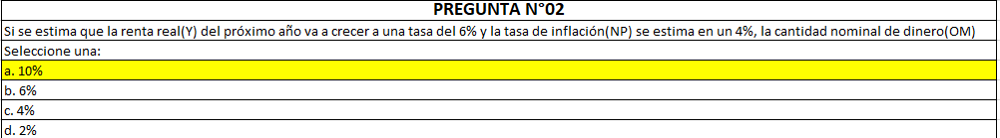 PREGUNTA N°02
Si se estima que la renta real(Y) del próximo año va a crecer a una tasa del 6% y la tasa de inflación(NP) se estima en un 4%, la cantidad nominal de dinero(OM)
Seleccione una:
a. 10%
b. 6%
c. 4%
d. 2%